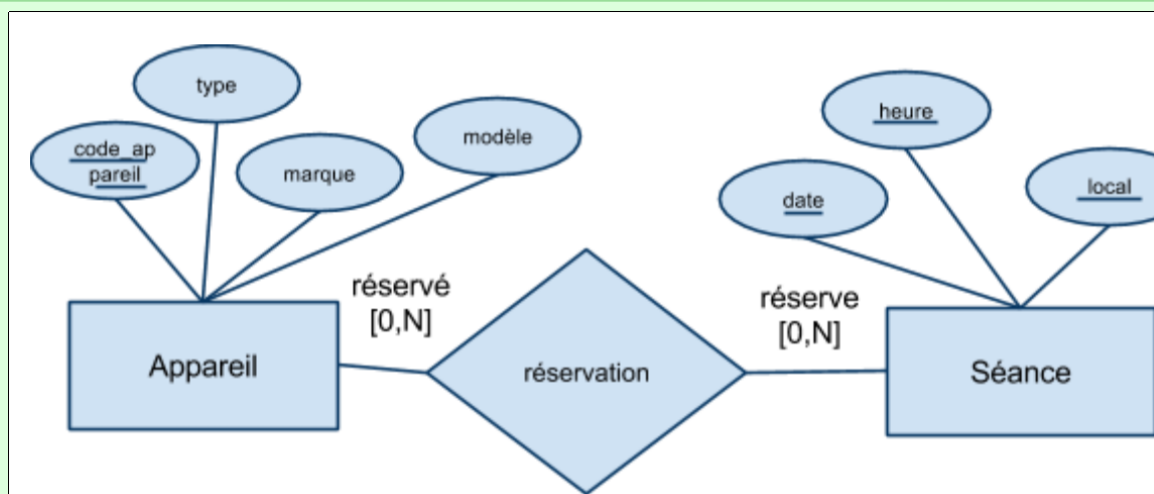 type
heure
modèle
code_ap
pareil
marque
date
local
réservé
[0,N]
réserve
[0,N]
Appareil
réservation
Séance